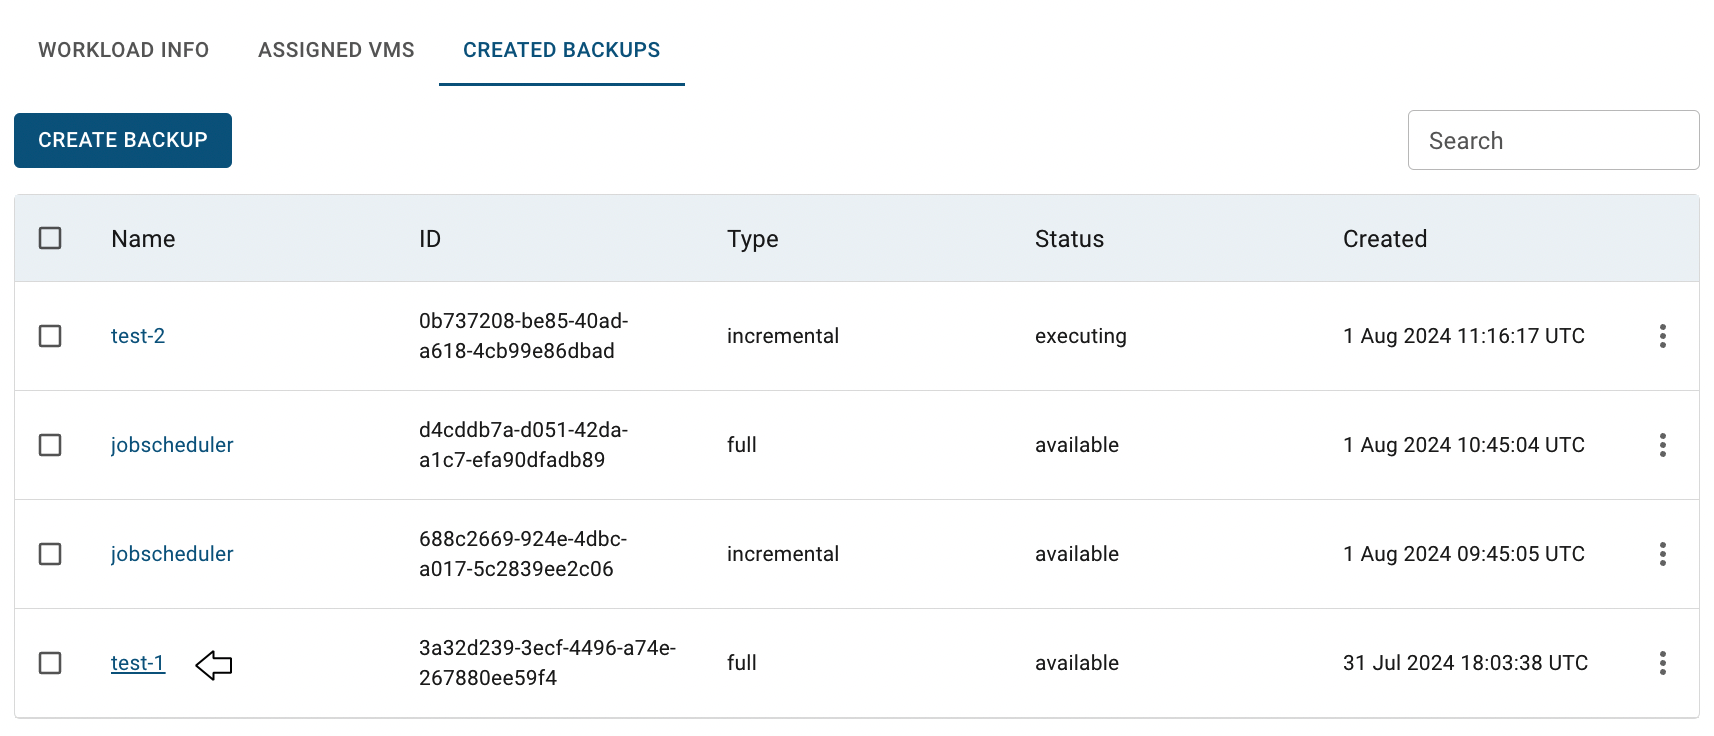 WORKLOAD INFO ASSIGNED VMS CREATED BACKUPS
CREATE BACKUP Search
Name ID Type Status Created
test-2 0b737208-be85-40ad- incremental executing 1 Aug 2024 11:16:17 UTC
a618-4cb99e86dbad
jobscheduler d4cddb7a-d051-42da- full available 1 Aug 2024 10:45:04 UTC
a1c7-efa90dfadb89
jobscheduler 688c2669-924e-4dbc- incremental available 1 Aug 2024 09:45:05 UTC
a017-5c2839ee2c06
test-1 3a32d239-3ecf-4496-a74e- full available 31 Jul 2024 18:03:38 UTC
267880ee59f4